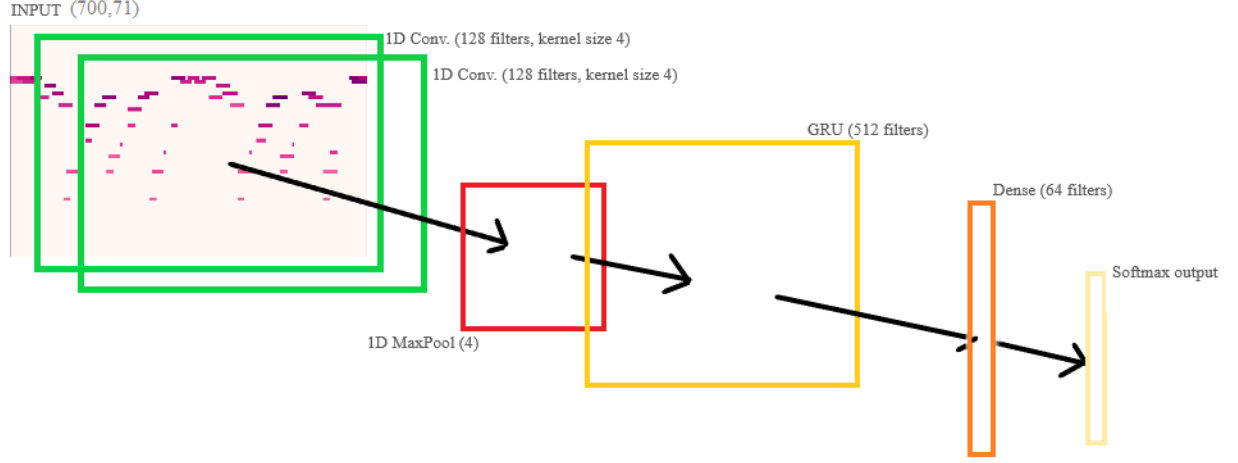 INPUT (700,71)
1D Conv. (128 filters, kernel size 4)
1D Conv. (128 filters, kernel size 4)
GRU (512 filters)
Dense (64 filters)
Softmax output
1D MaxPool (4)